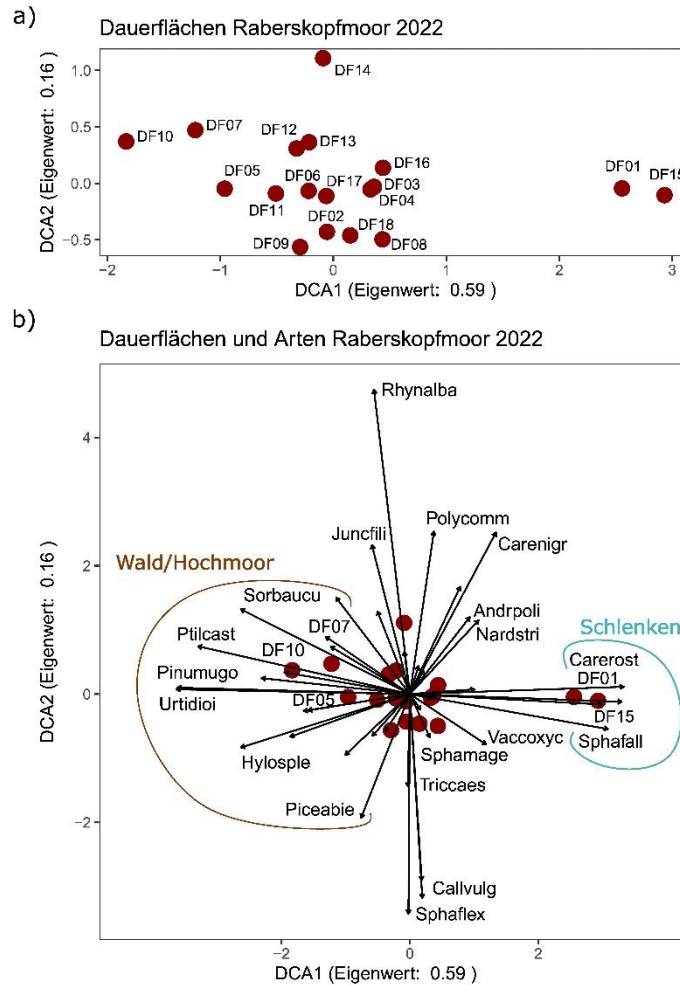 a)
Dauerflächen Raberskopfmoor 2022
DCA2 (Eigenwert: 0.16 )
1.0
0.5
0.0
−0.5
DF14
DF10
DF07
DF12
DF13
DF16
DF05
DF06
DF17
DF03
DF01
DF15
DF11
DF04
DF02
DF18
DF09
DF08
−2
−1
0
1
2
3
DCA1 (Eigenwert: 0.59 )
b)
Dauerflächen und Arten Raberskopfmoor 2022
DCA2 (Eigenwert: 0.16 )
4
2
0
−2
Rhynalba
Polycomm
Juncfili
Carenigr
Wald/Hochmoor
Sorbaucu
Andrpoli
DF07
Nardstri
Schlenken
Ptilcast
Carerost
DF10
DF01
Pinumugo
Urtidioi
DF05
DF15
Vaccoxyc
Sphafall
Hylosple
Sphamage
Triccaes
Piceabie
Callvulg
Sphaflex
−2
0
2
DCA1 (Eigenwert: 0.59 )